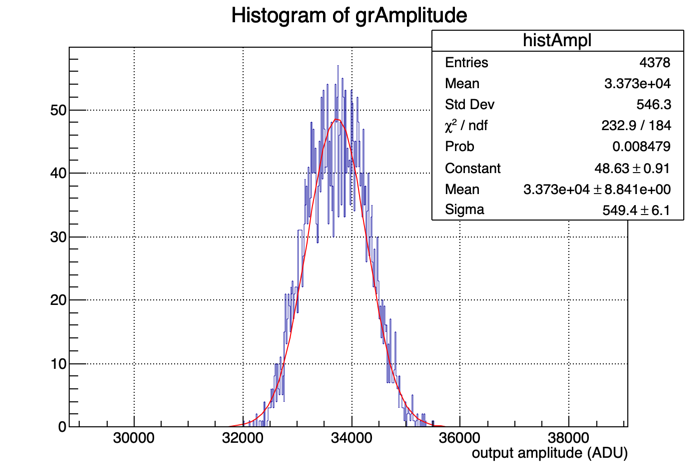 Histogram of grAmplitude
histAmpl
Entries 4378
Mean 3.373e+04
Std Dev 546.3
χ² / ndf 232.9 / 184
Prob 0.008479
Constant 48.63 ± 0.91
Mean 3.373e+04 ± 8.841e+00
Sigma 549.4 ± 6.1
50
40
30
20
10
0
30000 32000 34000 36000 38000
output amplitude (ADU)